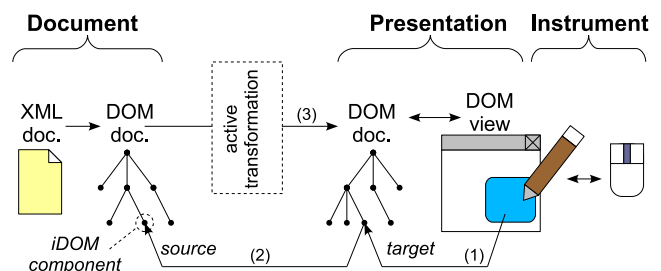 Document
Presentation
Instrument
XML
doc.
DOM
doc.
active
transformation
(3)
DOM
doc.
DOM
view
iDOM
component
source
(2)
target
(1)